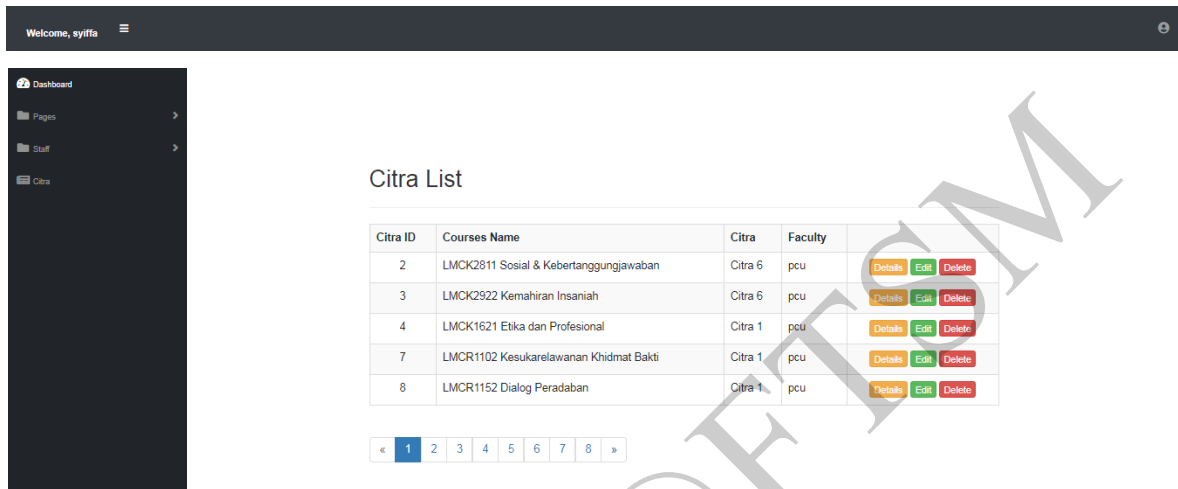 Welcome, syiffa
Dashboard
Pages
Staff
Citra
Citra List
Citra ID Courses Name Citra Faculty
2 LMCK2811 Sosial & Kebertanggungjawaban Citra 6 pcu Details Edit Delete
3 LMCK2922 Kemahiran Insaniah Citra 6 pcu Details Edit Delete
4 LMCK1621 Etika dan Profesional Citra 1 pcu Details Edit Delete
7 LMCR1102 Kesukarelawanan Khidmat Bakti Citra 1 pcu Details Edit Delete
8 LMCR1152 Dialog Peradaban Citra 1 pcu Details Edit Delete
« 1 2 3 4 5 6 7 8 »
FTSM